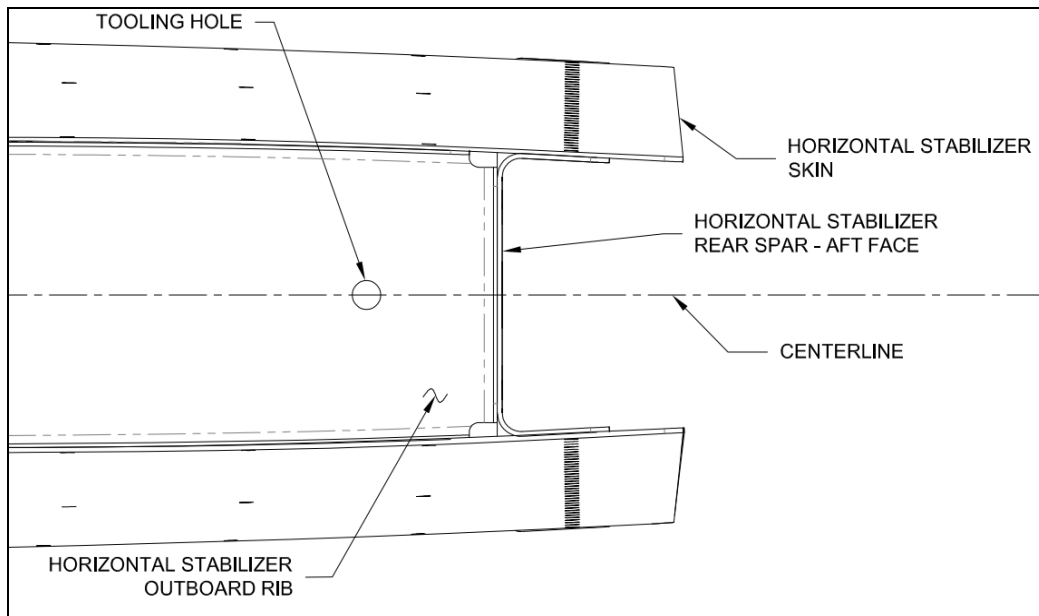 TOOLING HOLE
HORIZONTAL STABILIZER
SKIN
HORIZONTAL STABILIZER
REAR SPAR - AFT FACE
CENTERLINE
HORIZONTAL STABILIZER
OUTBOARD RIB